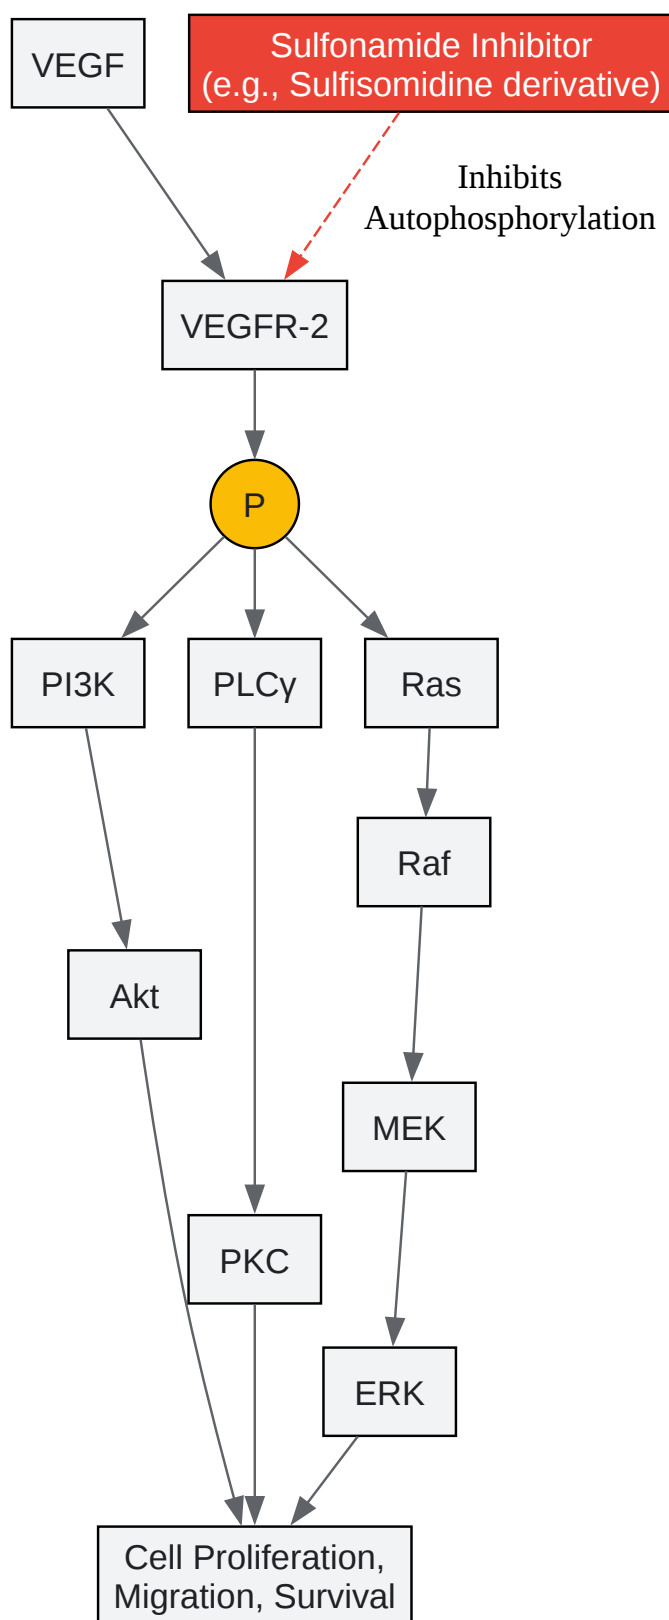 VEGF
Sulfonamide Inhibitor
(e.g., Sulfisomidine derivative)
Inhibits
Autophosphorylation
VEGFR-2
P
PI3K
PLCγ
Ras
Raf
Akt
MEK
PKC
ERK
Cell Proliferation,
Migration, Survival